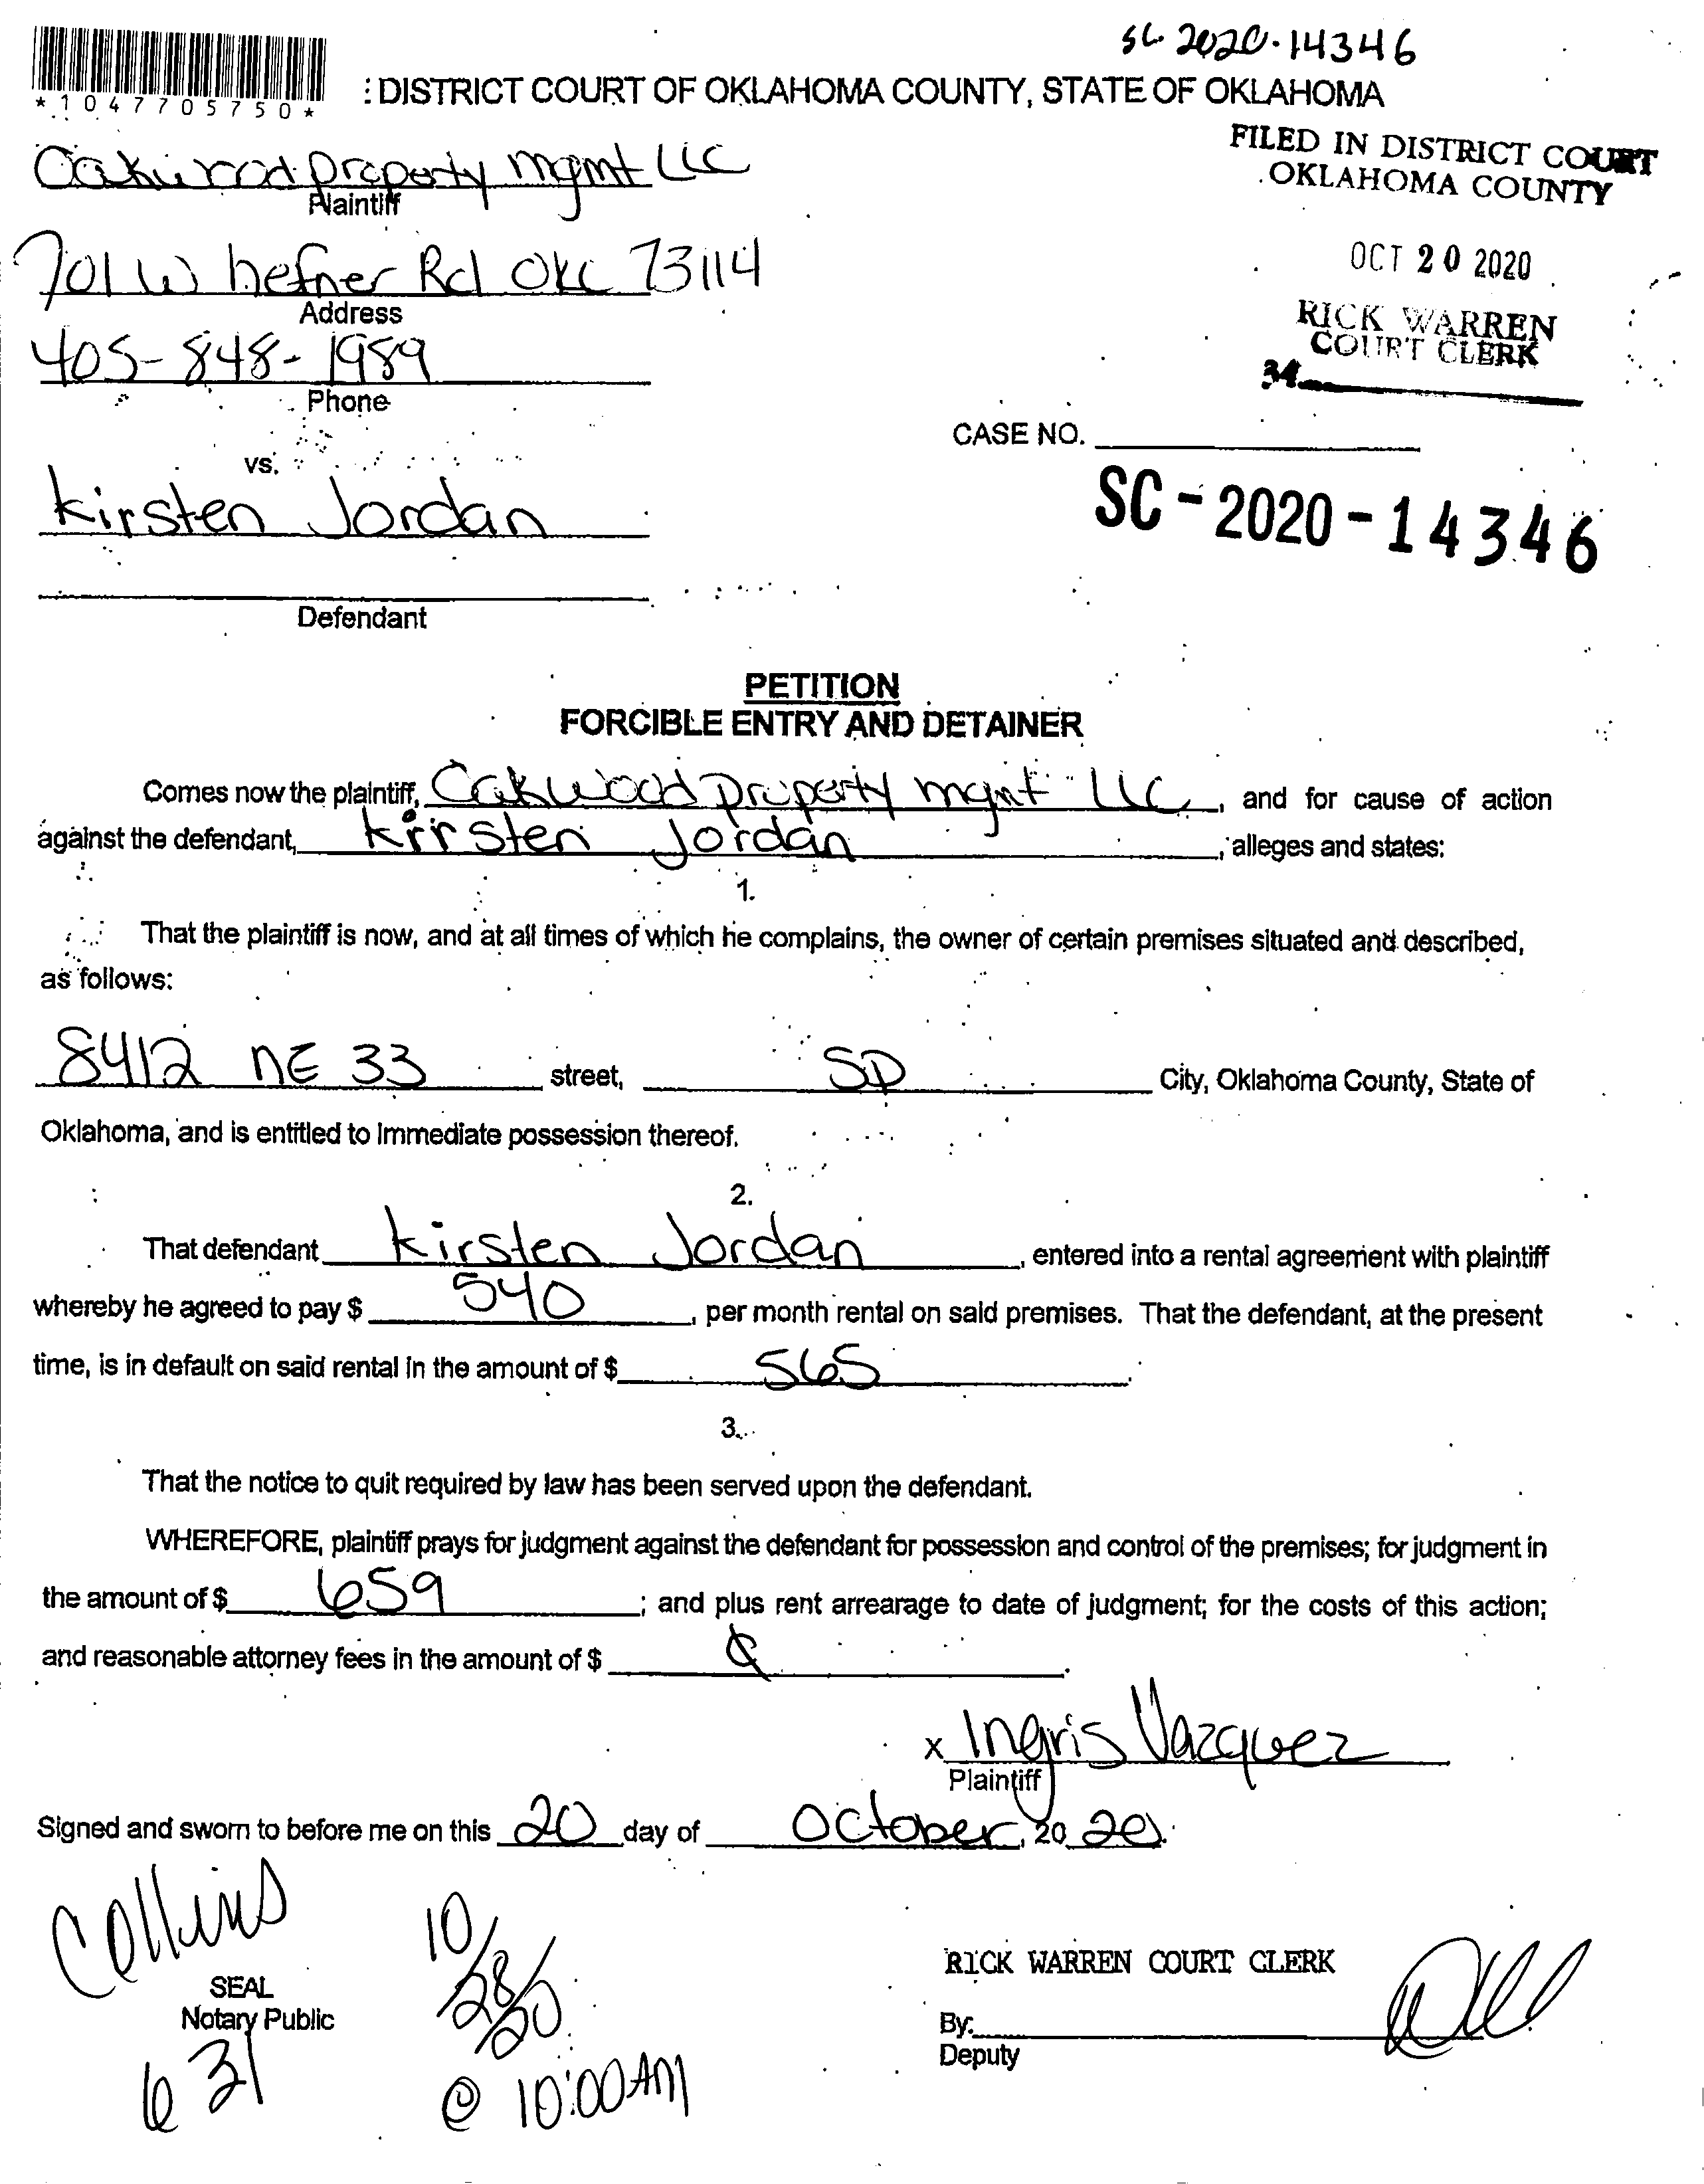 SC-2020-14346
*1047705750*
: DISTRICT COURT OF OKLAHOMA COUNTY, STATE OF OKLAHOMA
FILED IN DISTRICT COURT
OKLAHOMA COUNTY
OCT 20 2020
RICK WARREN
COURT CLERK
34
Oakwood property mgmt LLC
Plaintiff
701 W hefner Rd OKC 73114
Address
405-848-1989
Phone
CASE NO.
vs.
SC-2020-14346
Kirsten Jordan
Defendant
PETITION
FORCIBLE ENTRY AND DETAINER
Comes now the plaintiff, Oakwood property mgmt LLC, and for cause of action
against the defendant, Kirsten Jordan, alleges and states:
1.
That the plaintiff is now, and at all times of which he complains, the owner of certain premises situated and described,
as follows:
8412 NE 33 street, SD City, Oklahoma County, State of
Oklahoma, and is entitled to immediate possession thereof.
2.
That defendant Kirsten Jordan, entered into a rental agreement with plaintiff
whereby he agreed to pay $ 540, per month rental on said premises. That the defendant, at the present
time, is in default on said rental in the amount of $ 565.
3.
That the notice to quit required by law has been served upon the defendant.
WHEREFORE, plaintiff prays for judgment against the defendant for possession and control of the premises; for judgment in
the amount of $ 659; and plus rent arrearage to date of judgment; for the costs of this action;
and reasonable attorney fees in the amount of $
x Ingris Vazquez
Plaintiff
Signed and sworn to before me on this 20 day of October, 20 20.
Collins
10/28/20
@ 10:00AM
SEAL
Notary Public
631
RICK WARREN COURT CLERK
By:
Deputy